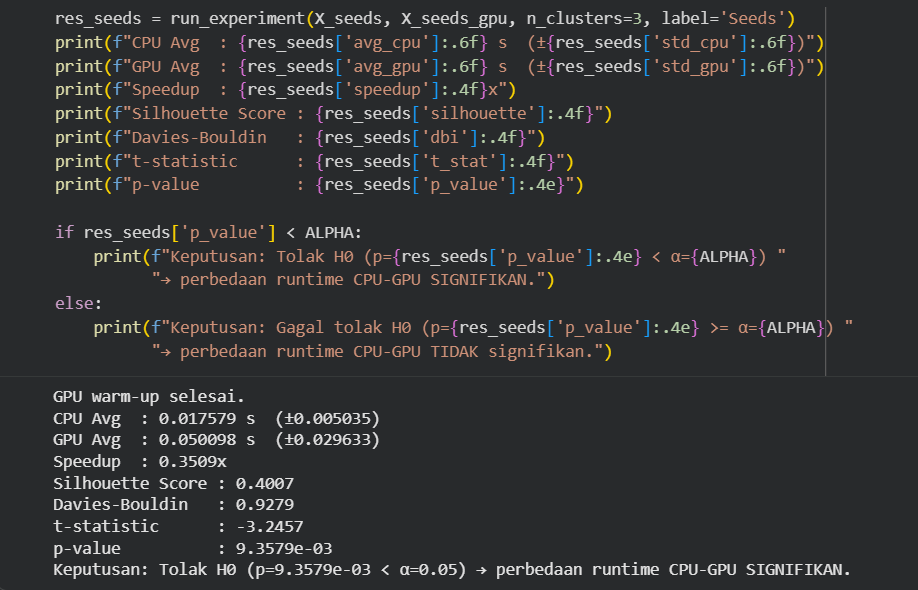 res_seeds = run_experiment(X_seeds, X_seeds_gpu, n_clusters=3, label='Seeds')
print(f"CPU Avg  : {res_seeds['avg_cpu']:.6f} s  (±{res_seeds['std_cpu']:.6f})")
print(f"GPU Avg  : {res_seeds['avg_gpu']:.6f} s  (±{res_seeds['std_gpu']:.6f})")
print(f"Speedup  : {res_seeds['speedup']:.4f}x")
print(f"Silhouette Score : {res_seeds['silhouette']:.4f}")
print(f"Davies-Bouldin   : {res_seeds['dbi']:.4f}")
print(f"t-statistic      : {res_seeds['t_stat']:.4f}")
print(f"p-value          : {res_seeds['p_value']:.4e}")

if res_seeds['p_value'] < ALPHA:
    print(f"Keputusan: Tolak H0 (p={res_seeds['p_value']:.4e} < α={ALPHA}) "
          "→ perbedaan runtime CPU-GPU SIGNIFIKAN.")
else:
    print(f"Keputusan: Gagal tolak H0 (p={res_seeds['p_value']:.4e} >= α={ALPHA}) "
          "→ perbedaan runtime CPU-GPU TIDAK signifikan.")
GPU warm-up selesai.
CPU Avg  : 0.017579 s  (±0.005035)
GPU Avg  : 0.050098 s  (±0.029633)
Speedup  : 0.3509x
Silhouette Score : 0.4007
Davies-Bouldin   : 0.9279
t-statistic      : -3.2457
p-value          : 9.3579e-03
Keputusan: Tolak H0 (p=9.3579e-03 < α=0.05) → perbedaan runtime CPU-GPU SIGNIFIKAN.